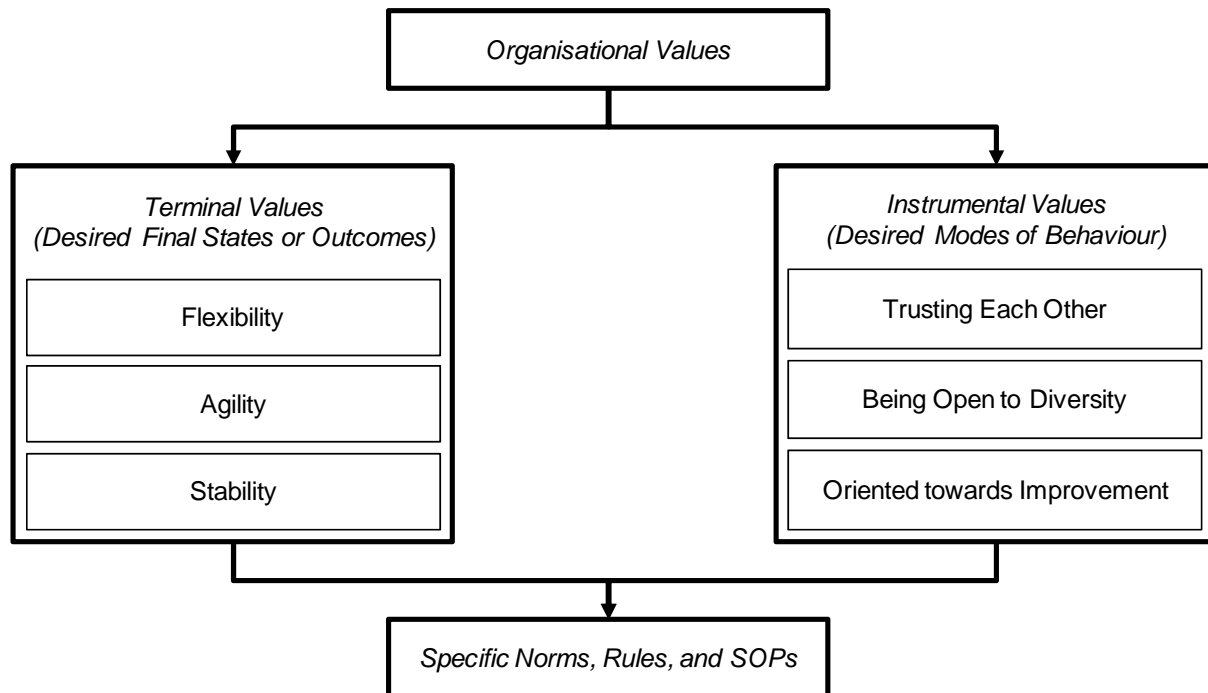 Organisational Values
Terminal Values
(Desired Final States or Outcomes)
Flexibility
Agility
Stability
Instrumental Values
(Desired Modes of Behaviour)
Trusting Each Other
Being Open to Diversity
Oriented towards Improvement
Specific Norms, Rules, and SOPs